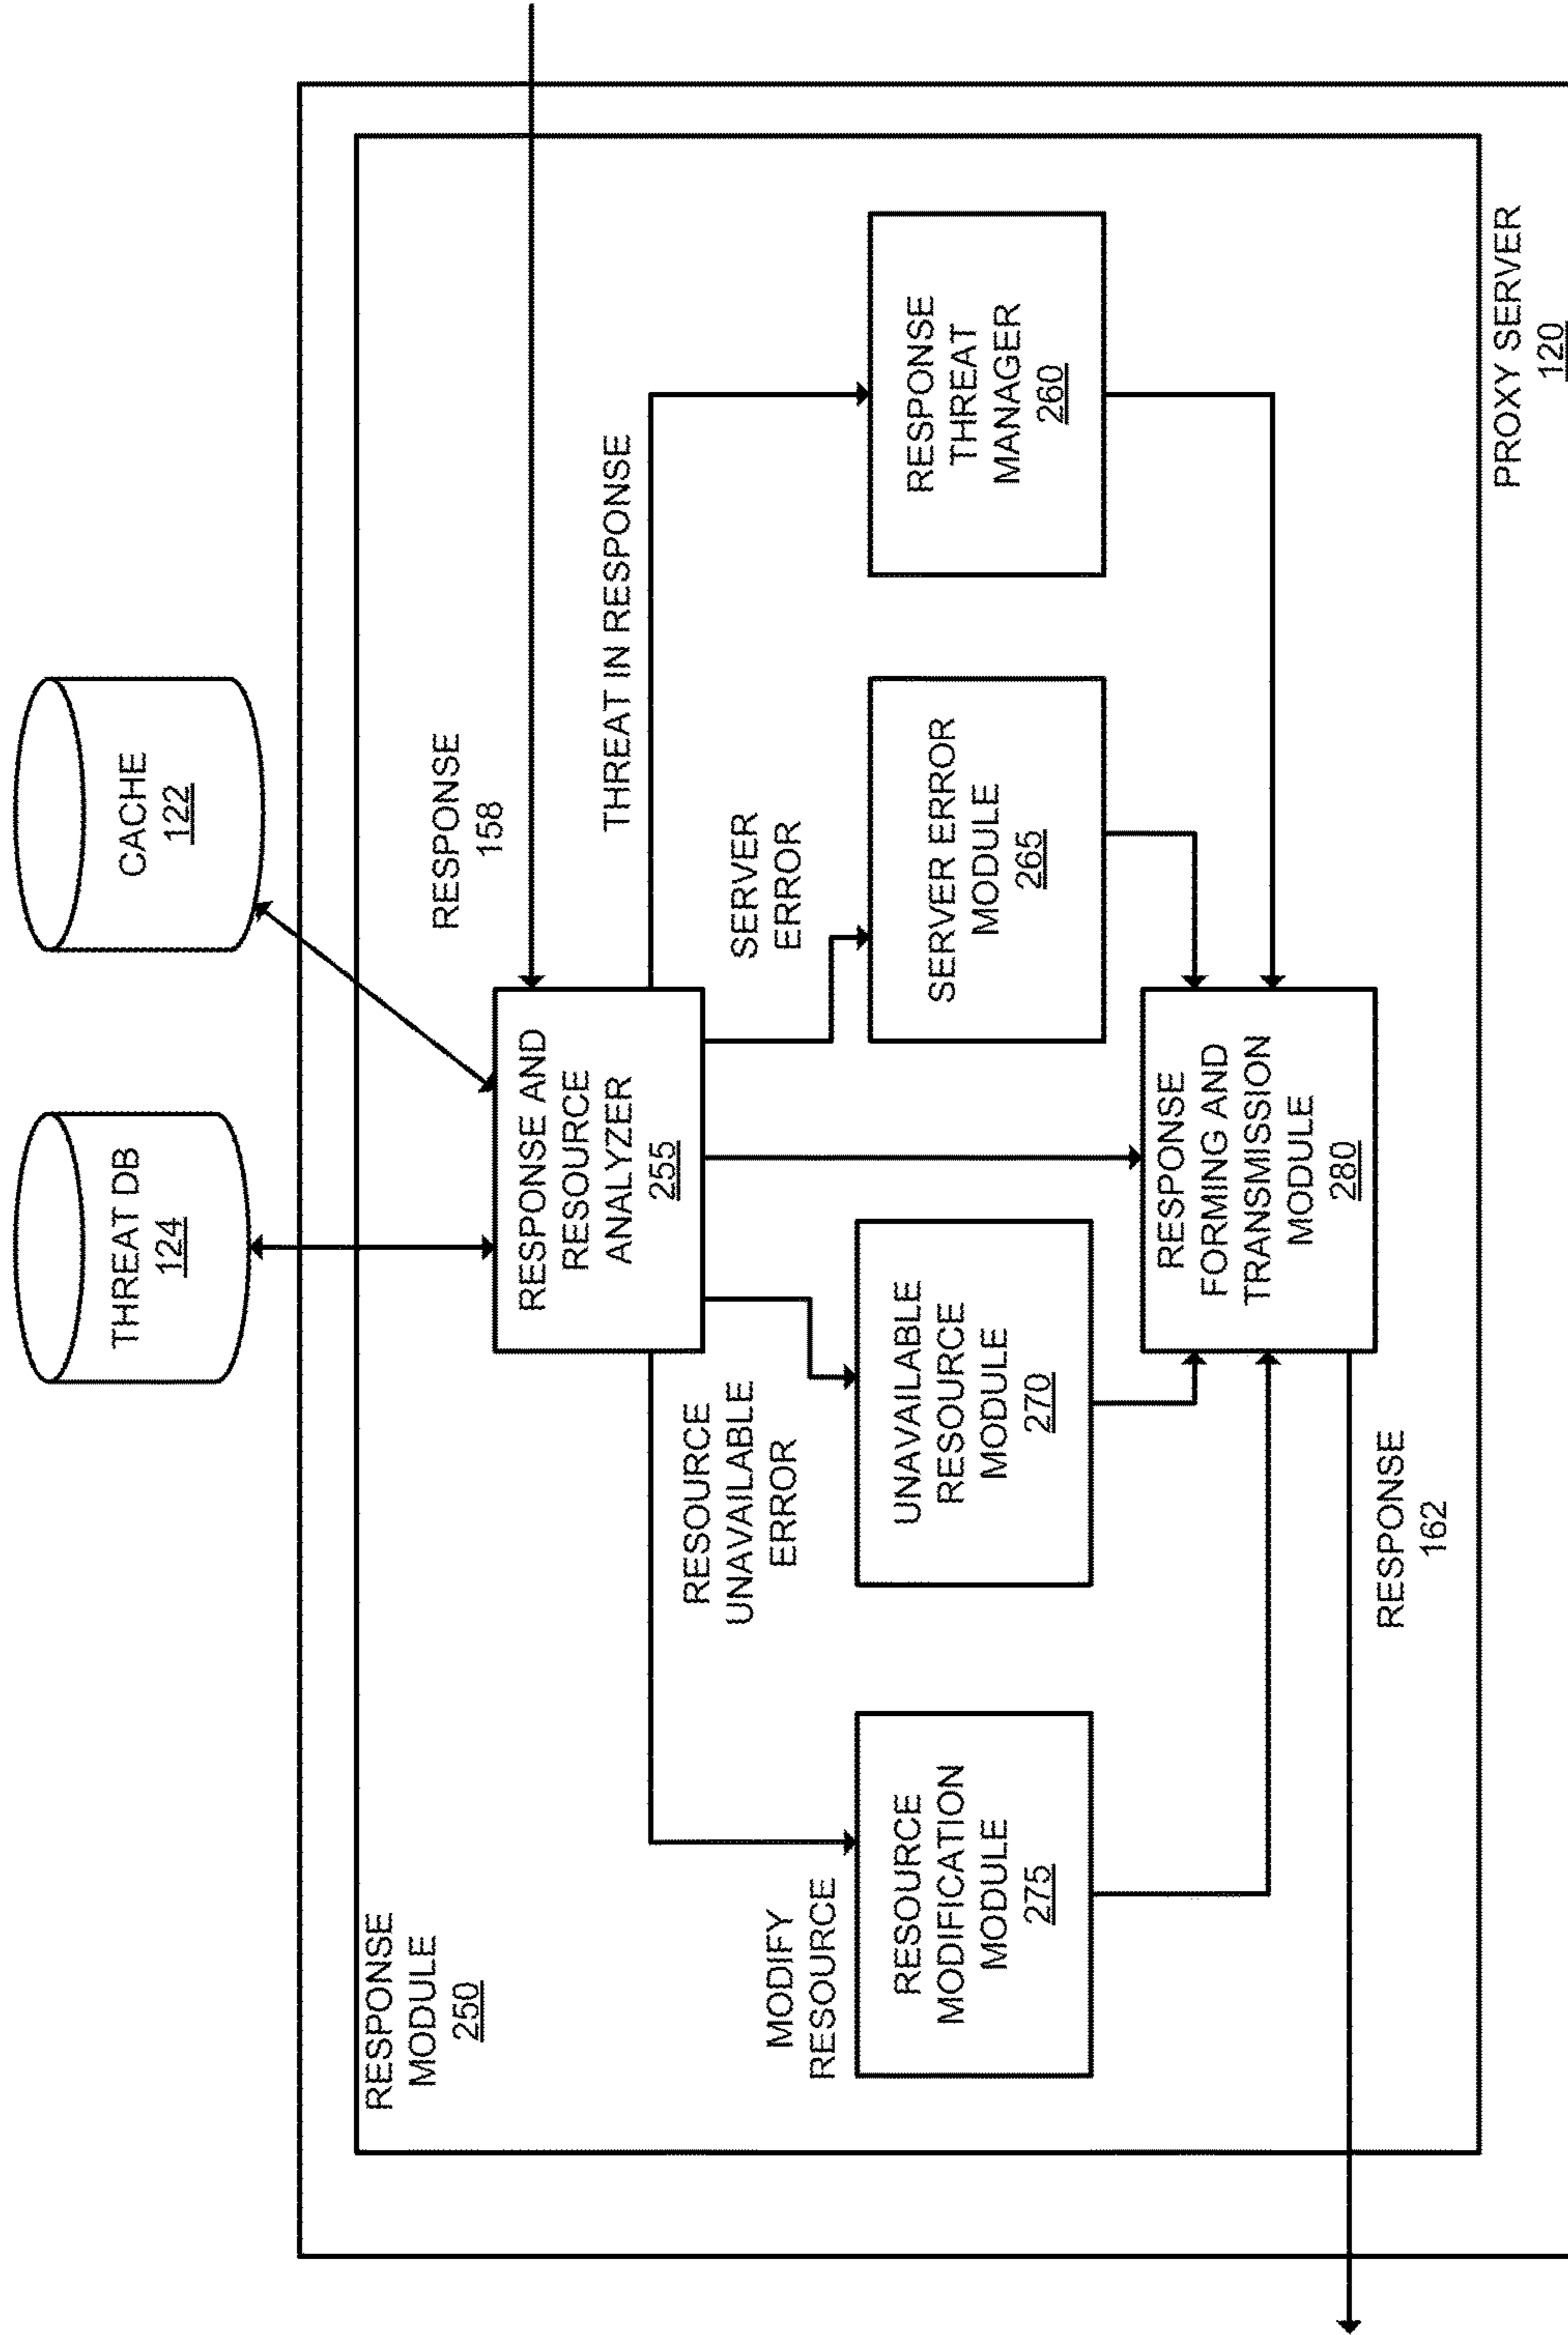 THREAT DB
124
CACHE
122
RESPONSE
MODULE
250
RESPONSE
158
RESPONSE AND
RESOURCE
ANALYZER
255
THREAT IN RESPONSE
SERVER
ERROR
RESOURCE
UNAVAILABLE
ERROR
MODIFY
RESOURCE
RESOURCE
MODIFICATION
MODULE
275
UNAVAILABLE
RESOURCE
MODULE
270
SERVER ERROR
MODULE
265
RESPONSE
THREAT
MANAGER
260
RESPONSE
FORMING AND
TRANSMISSION
MODULE
280
RESPONSE
162
PROXY SERVER
120